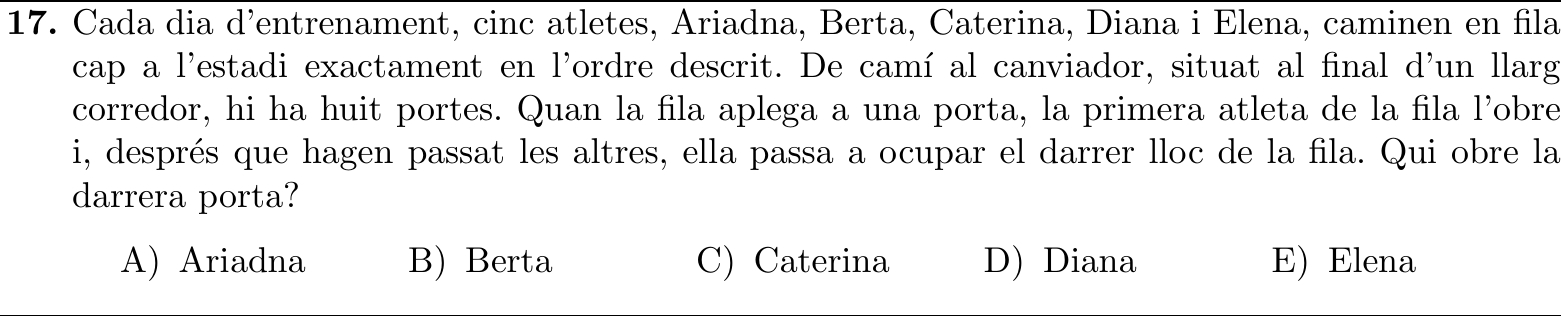 17. Cada dia d'entrenament, cinc atletes, Ariadna, Berta, Caterina, Diana i Elena, caminen en fila
cap a l'estadi exactament en l'ordre descrit. De camí al canviador, situat al final d'un llarg
corredor, hi ha huit portes. Quan la fila aplega a una porta, la primera atleta de la fila l'obre
i, després que hagen passat les altres, ella passa a ocupar el darrer lloc de la fila. Qui obre la
darrera porta?
A) Ariadna B) Berta C) Caterina D) Diana E) Elena